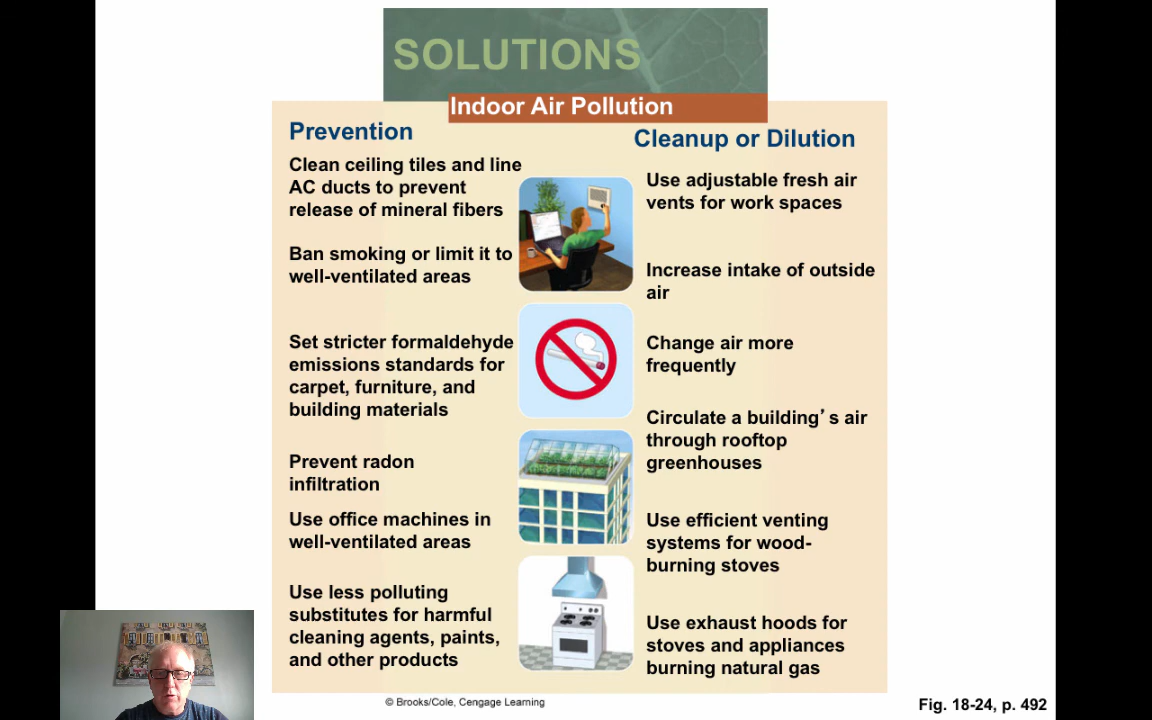 SOLUTIONS
Indoor Air Pollution
Prevention
Clean ceiling tiles and line
AC ducts to prevent
release of mineral fibers
Ban smoking or limit it to
well-ventilated areas
Set stricter formaldehyde
emissions standards for
carpet, furniture, and
building materials
Prevent radon
infiltration
Use office machines in
well-ventilated areas
Use less polluting
substitutes for harmful
cleaning agents, paints,
and other products
Cleanup or Dilution
Use adjustable fresh air
vents for work spaces
Increase intake of outside
air
Change air more
frequently
Circulate a building’s air
through rooftop
greenhouses
Use efficient venting
systems for wood-
burning stoves
Use exhaust hoods for
stoves and appliances
burning natural gas
© Brooks/Cole, Cengage Learning
Fig. 18-24, p. 492